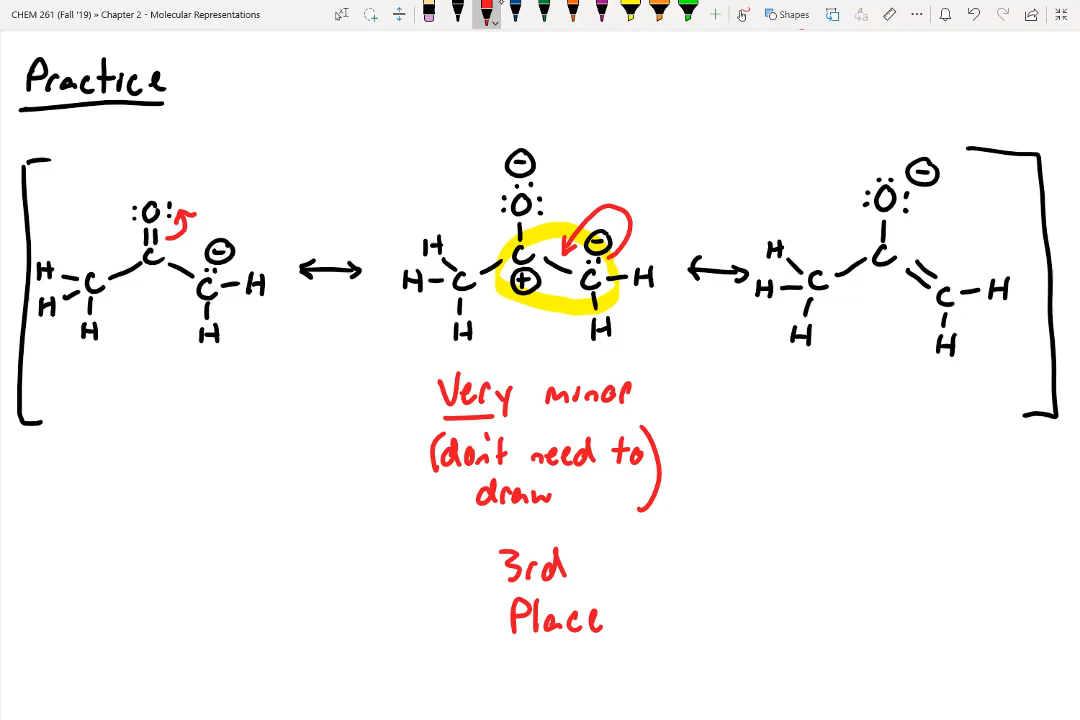 CHEM 261 (Fall '19) » Chapter 2 - Molecular Representations
Shapes
Practice
:O:
C
H
H
C
H
⊖
C̈
H
H
⊖
:Ö:
C
⊕
H
H
C
H
⊖
C̈
H
H
⊖
:Ö:
C
H
H
C
H
C
H
H
Very minor
(don't need to
draw)
3rd
Place